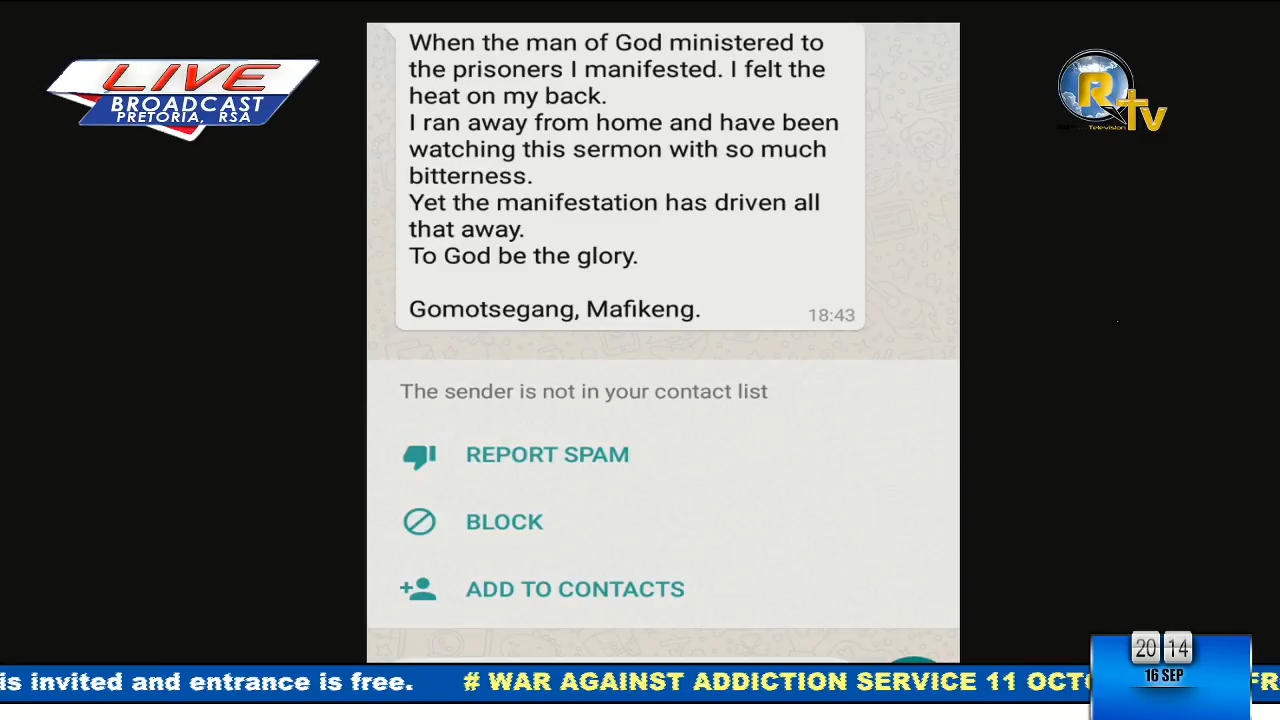 When the man of God ministered to
the prisoners I manifested. I felt the
heat on my back.
I ran away from home and have been
watching this sermon with so much
bitterness.
Yet the manifestation has driven all
that away.
To God be the glory.
Gomotsegang, Mafikeng.
18:43
LIVE
BROADCAST
PRETORIA, RSA
R tv
Television
The sender is not in your contact list
REPORT SPAM
BLOCK
ADD TO CONTACTS
20 14
16 SEP
is invited and entrance is free. # WAR AGAINST ADDICTION SERVICE 11 OCTO FR